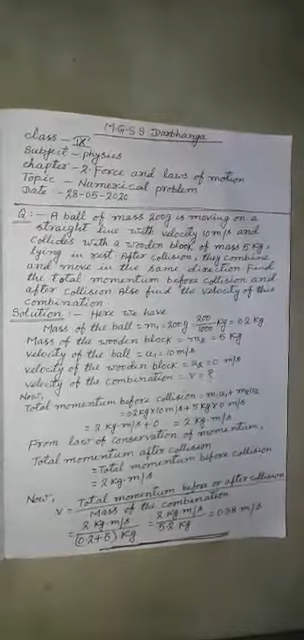 M.G.S.S Darbhanga
class - IX
Subject - physics
chapter - 2. Force and laws of motion
Topic - Numerical problem
Date :- 28-05-2020
Q:- A ball of mass 200g is moving on a
straight line with velocity 10m/s and
collides with a wooden block of mass 5 kg,
lying in rest. After collision, they combine
and move in the same direction. Find
the total momentum before collision and
after collision. Also find the velocity of this
combination.
Solution:- Here we have
Mass of the ball = m₁ = 200g = 200/1000 kg = 0.2 kg
Mass of the wooden block = m₂ = 5 kg
velocity of the ball = u₁ = 10m/s
velocity of the wooden block = u₂ = 0 m/s
velocity of the combination = v = ?
Now,
Total momentum before collision = m₁u₁ + m₂u₂
= 0.2kg x 10m/s + 5kg x 0 m/s
= 2 kg.m/s + 0 = 2 kg.m/s
From law of conservation of momentum,
Total momentum after collision
= Total momentum before collision
= 2 kg.m/s
Now,
v = Total momentum before or after collision / Mass of the combination
= 2 kg.m/s / (0.2+5) kg = 2 kg m/s / 5.2 kg = 0.38 m/s